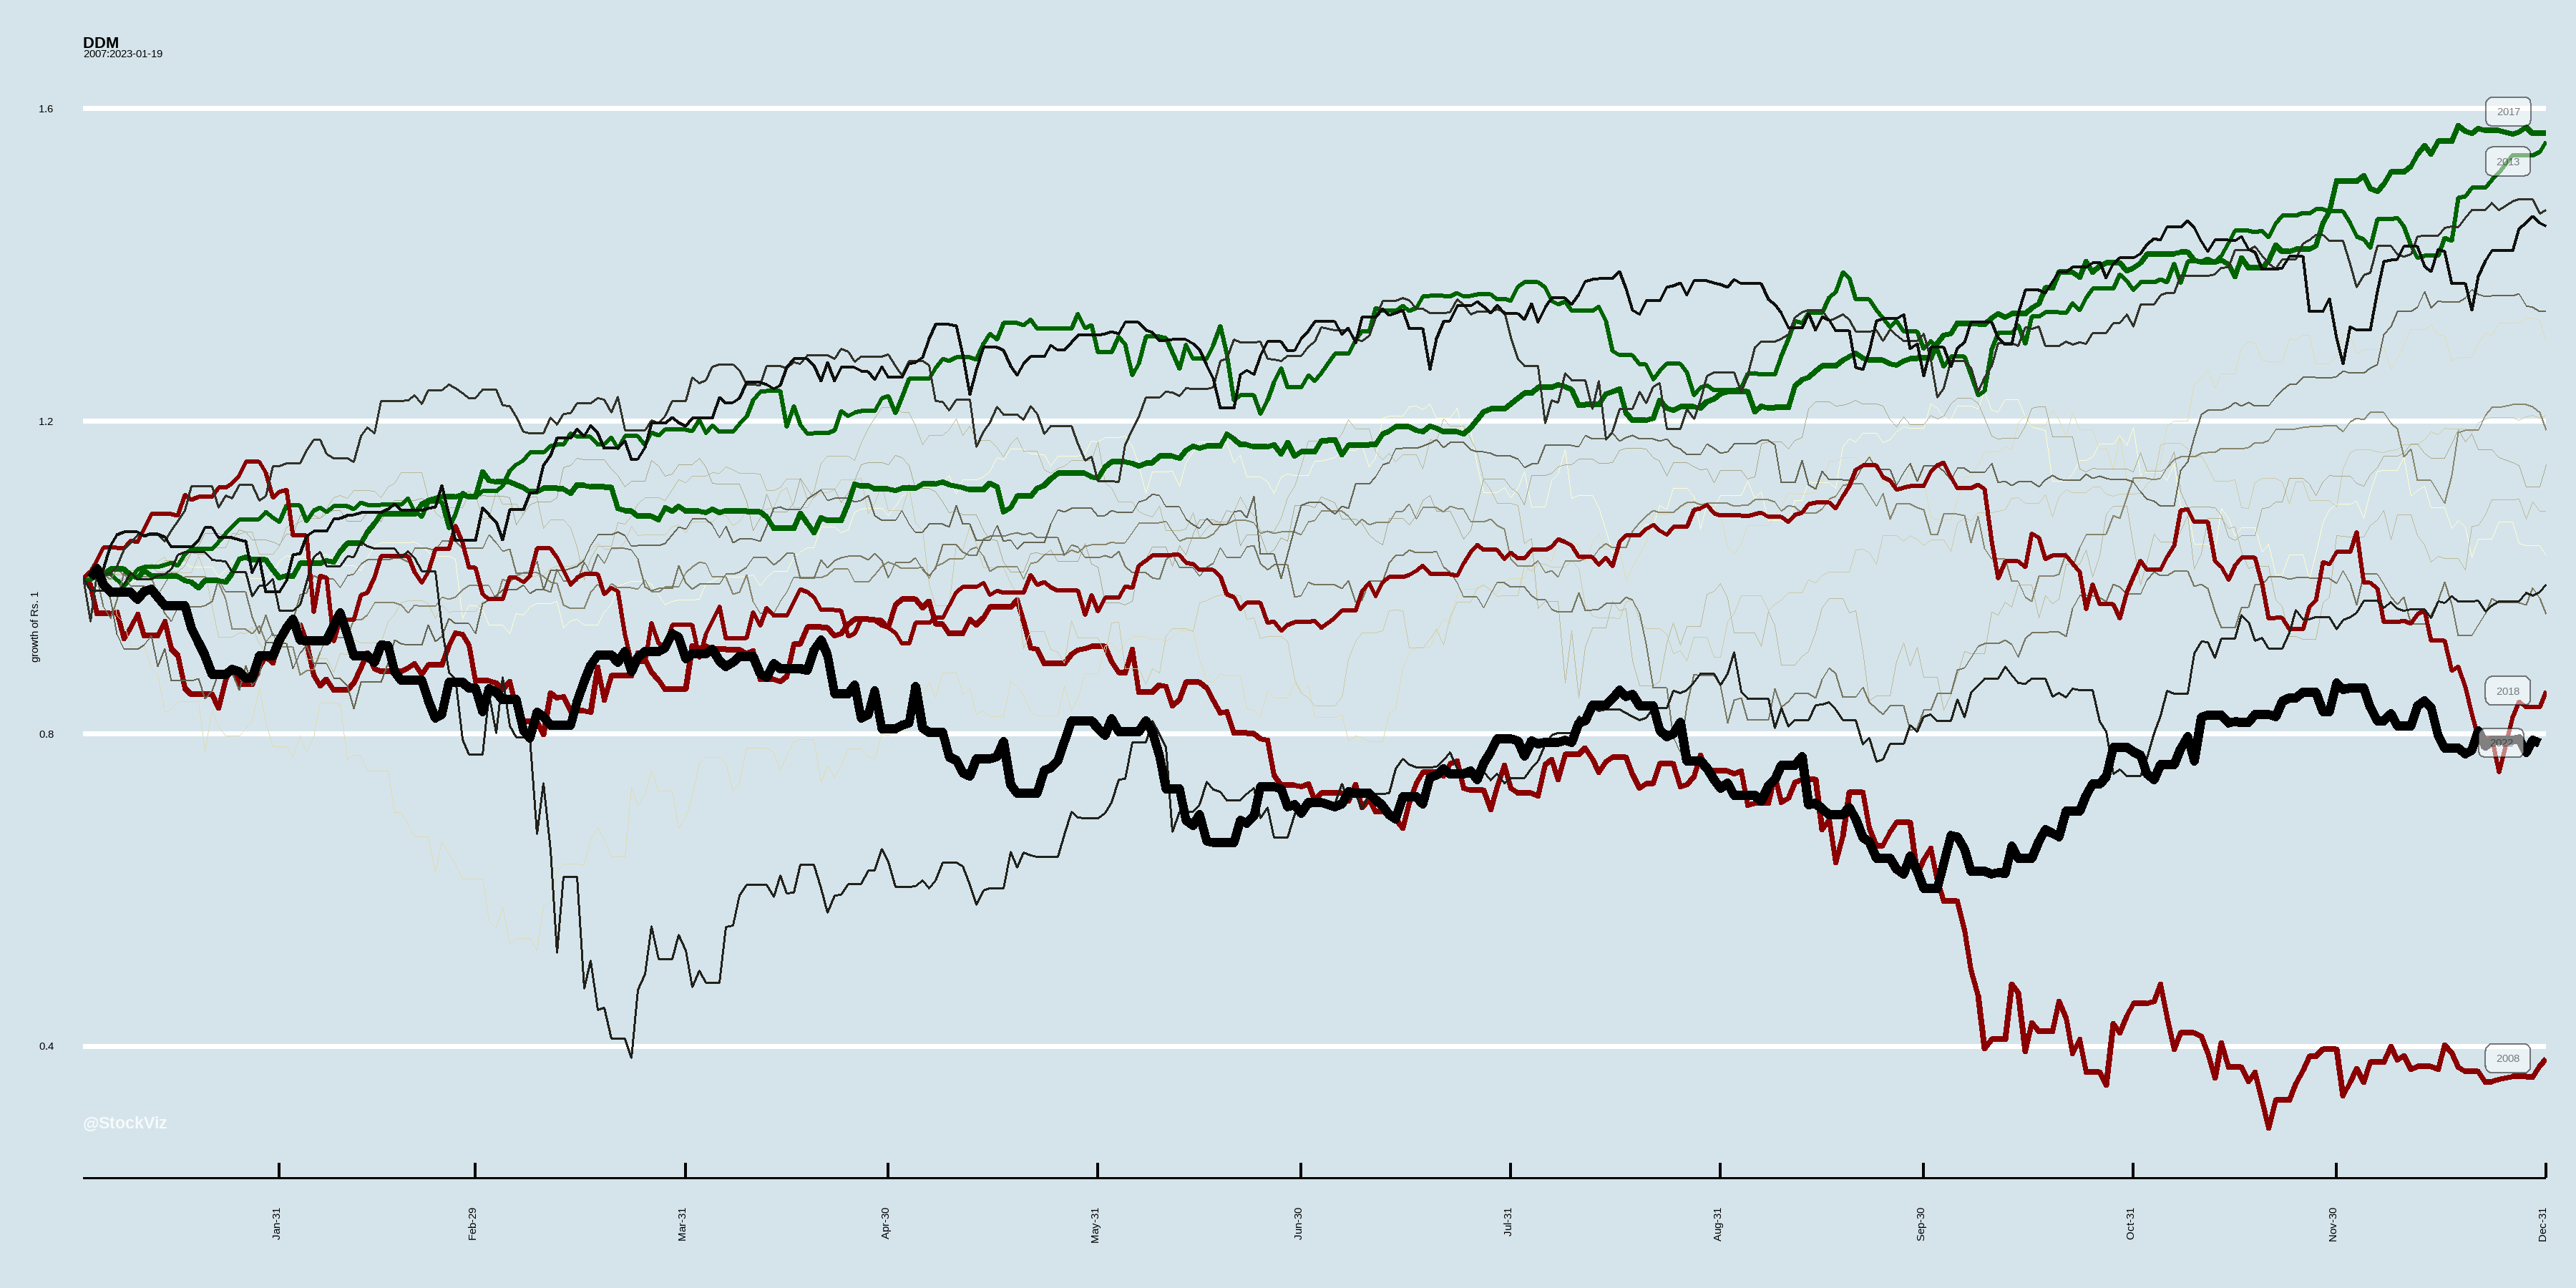 DDM
2007:2023-01-19
1.6
1.2
0.8
0.4
growth of Rs. 1
2017
2013
2018
2022
2008
@StockViz
Jan-31
Feb-29
Mar-31
Apr-30
May-31
Jun-30
Jul-31
Aug-31
Sep-30
Oct-31
Nov-30
Dec-31